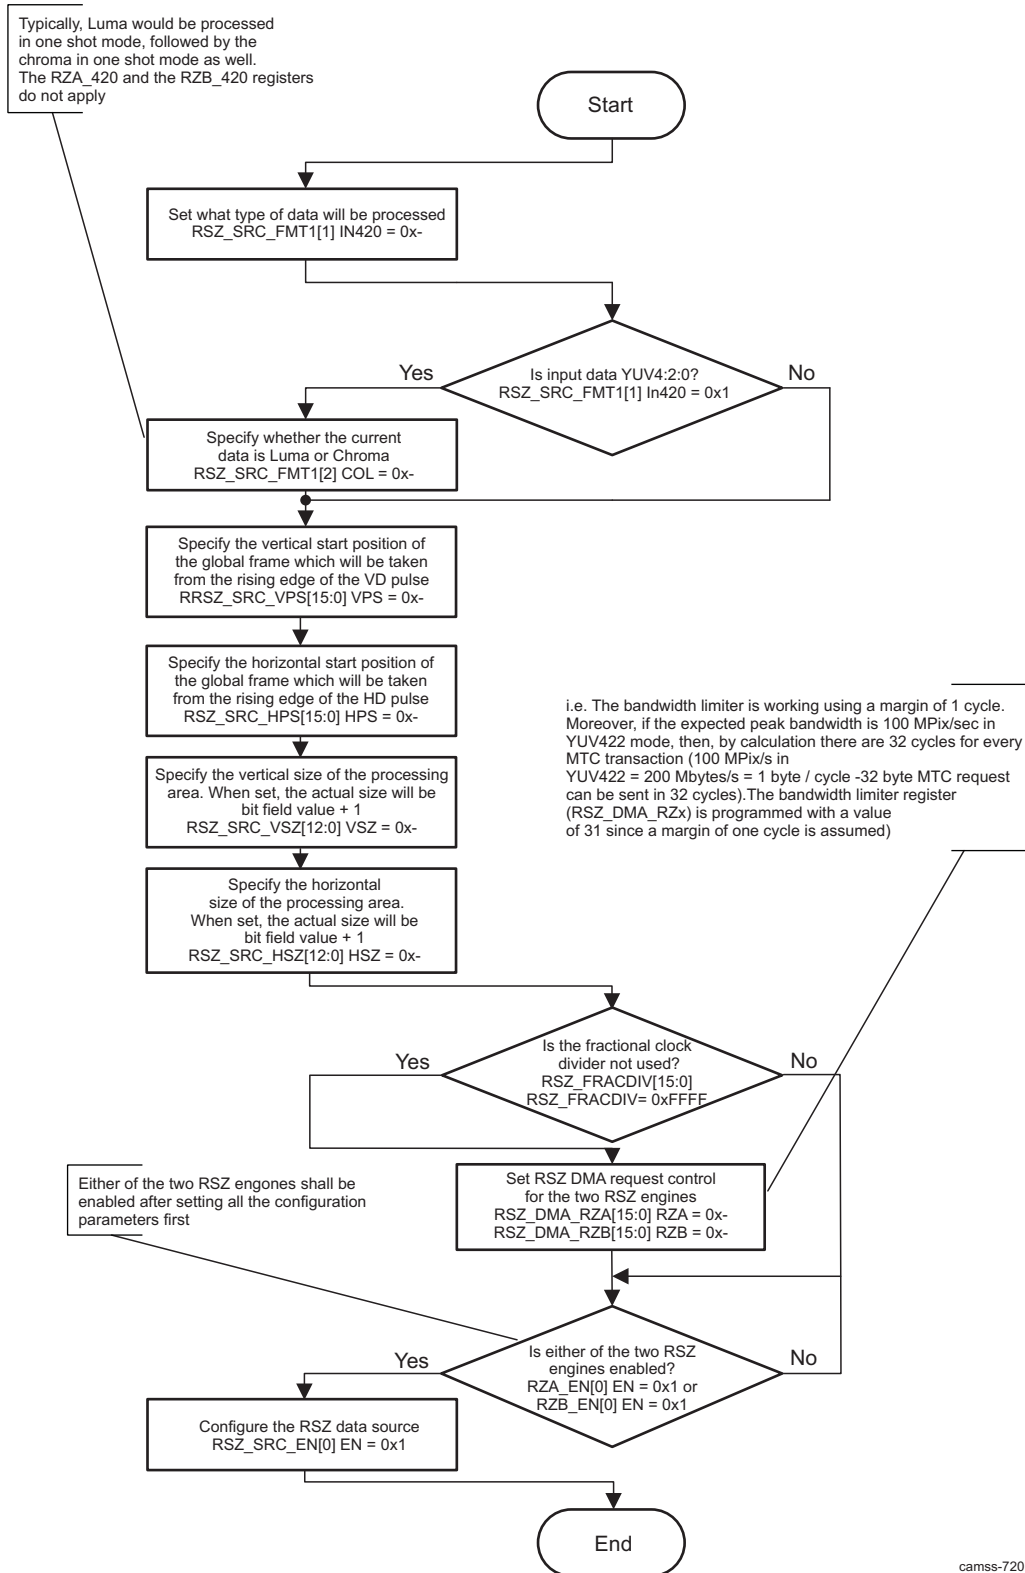 Typically, Luma would be processed
in one shot mode, followed by the
chroma in one shot mode as well.
The RZA_420 and the RZB_420 registers
do not apply
Start
Set what type of data will be processed
RSZ_SRC_FMT1[1] IN420 = 0x-
Yes
Is input data YUV4:2:0?
RSZ_SRC_FMT1[1] In420 = 0x1
No
Specify whether the current
data is Luma or Chroma
RSZ_SRC_FMT1[2] COL = 0x-
Specify the vertical start position of
the global frame which will be taken
from the rising edge of the VD pulse
RRSZ_SRC_VPS[15:0] VPS = 0x-
Specify the horizontal start position of
the global frame which will be taken
from the rising edge of the HD pulse
RSZ_SRC_HPS[15:0] HPS = 0x-
i.e. The bandwidth limiter is working using a margin of 1 cycle.
Moreover, if the expected peak bandwidth is 100 MPix/sec in
YUV422 mode, then, by calculation there are 32 cycles for every
MTC transaction (100 MPix/s in
YUV422 = 200 Mbytes/s = 1 byte / cycle -32 byte MTC request
can be sent in 32 cycles).The bandwidth limiter register
(RSZ_DMA_RZx) is programmed with a value
of 31 since a margin of one cycle is assumed)
Specify the vertical size of the processing
area. When set, the actual size will be
bit field value + 1
RSZ_SRC_VSZ[12:0] VSZ = 0x-
Specify the horizontal
size of the processing area.
When set, the actual size will be
bit field value + 1
RSZ_SRC_HSZ[12:0] HSZ = 0x-
Yes
Is the fractional clock
divider not used?
RSZ_FRACDIV[15:0]
RSZ_FRACDIV= 0xFFFF
No
Set RSZ DMA request control
for the two RSZ engines
RSZ_DMA_RZA[15:0] RZA = 0x-
RSZ_DMA_RZB[15:0] RZB = 0x-
Either of the two RSZ engones shall be
enabled after setting all the configuration
parameters first
Yes
Is either of the two RSZ
engines enabled?
RZA_EN[0] EN = 0x1 or
RZB_EN[0] EN = 0x1
No
Configure the RSZ data source
RSZ_SRC_EN[0] EN = 0x1
End
camss-720